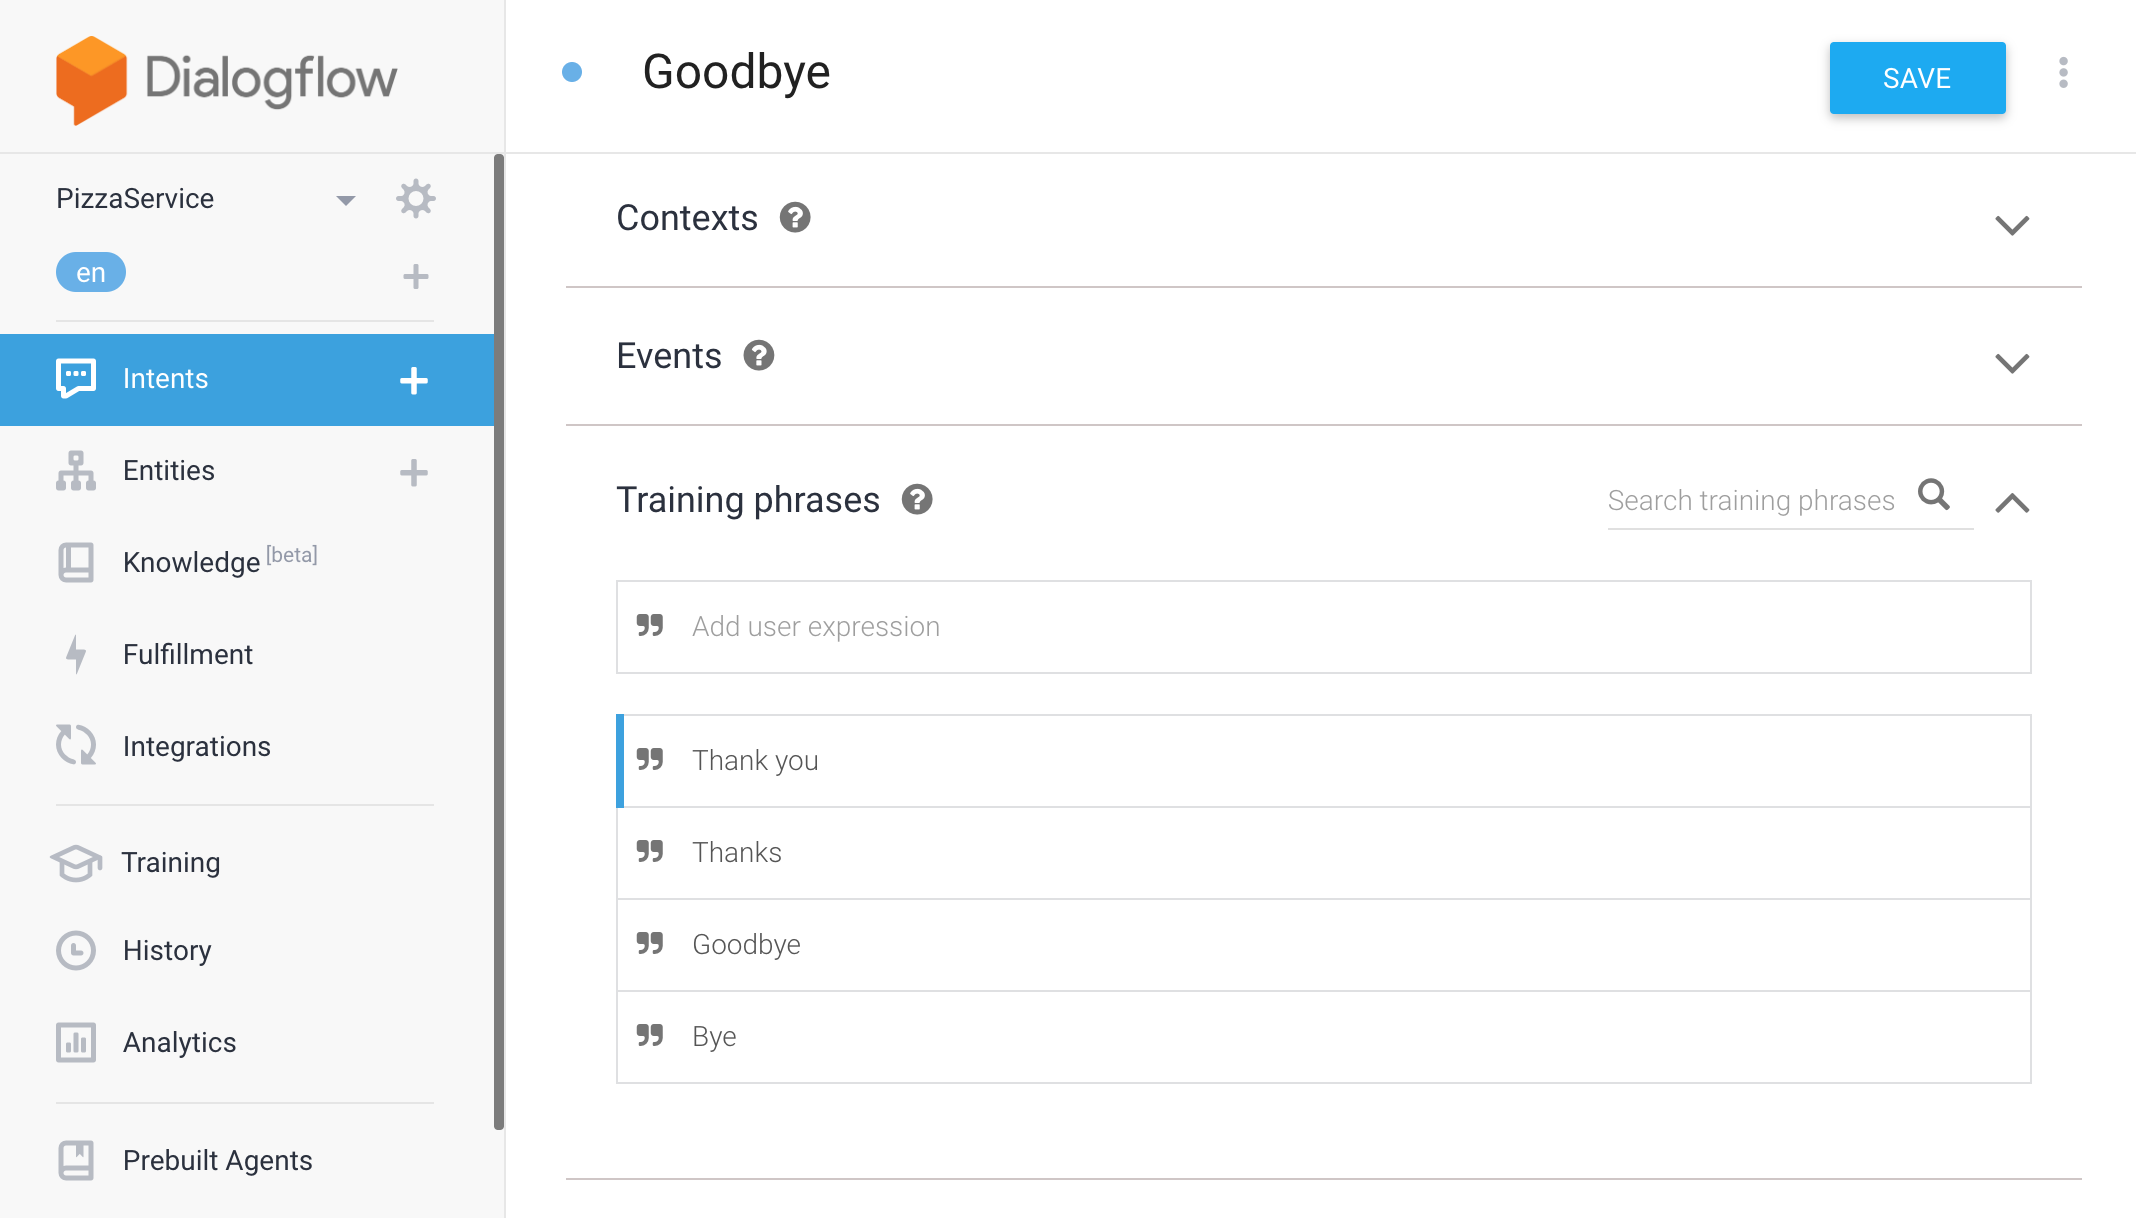 Dialogflow
PizzaService
en
Intents
Entities
Knowledge [beta]
Fulfillment
Integrations
Training
History
Analytics
Prebuilt Agents
Goodbye
SAVE
Contexts
Events
Training phrases
Search training phrases
Add user expression
Thank you
Thanks
Goodbye
Bye